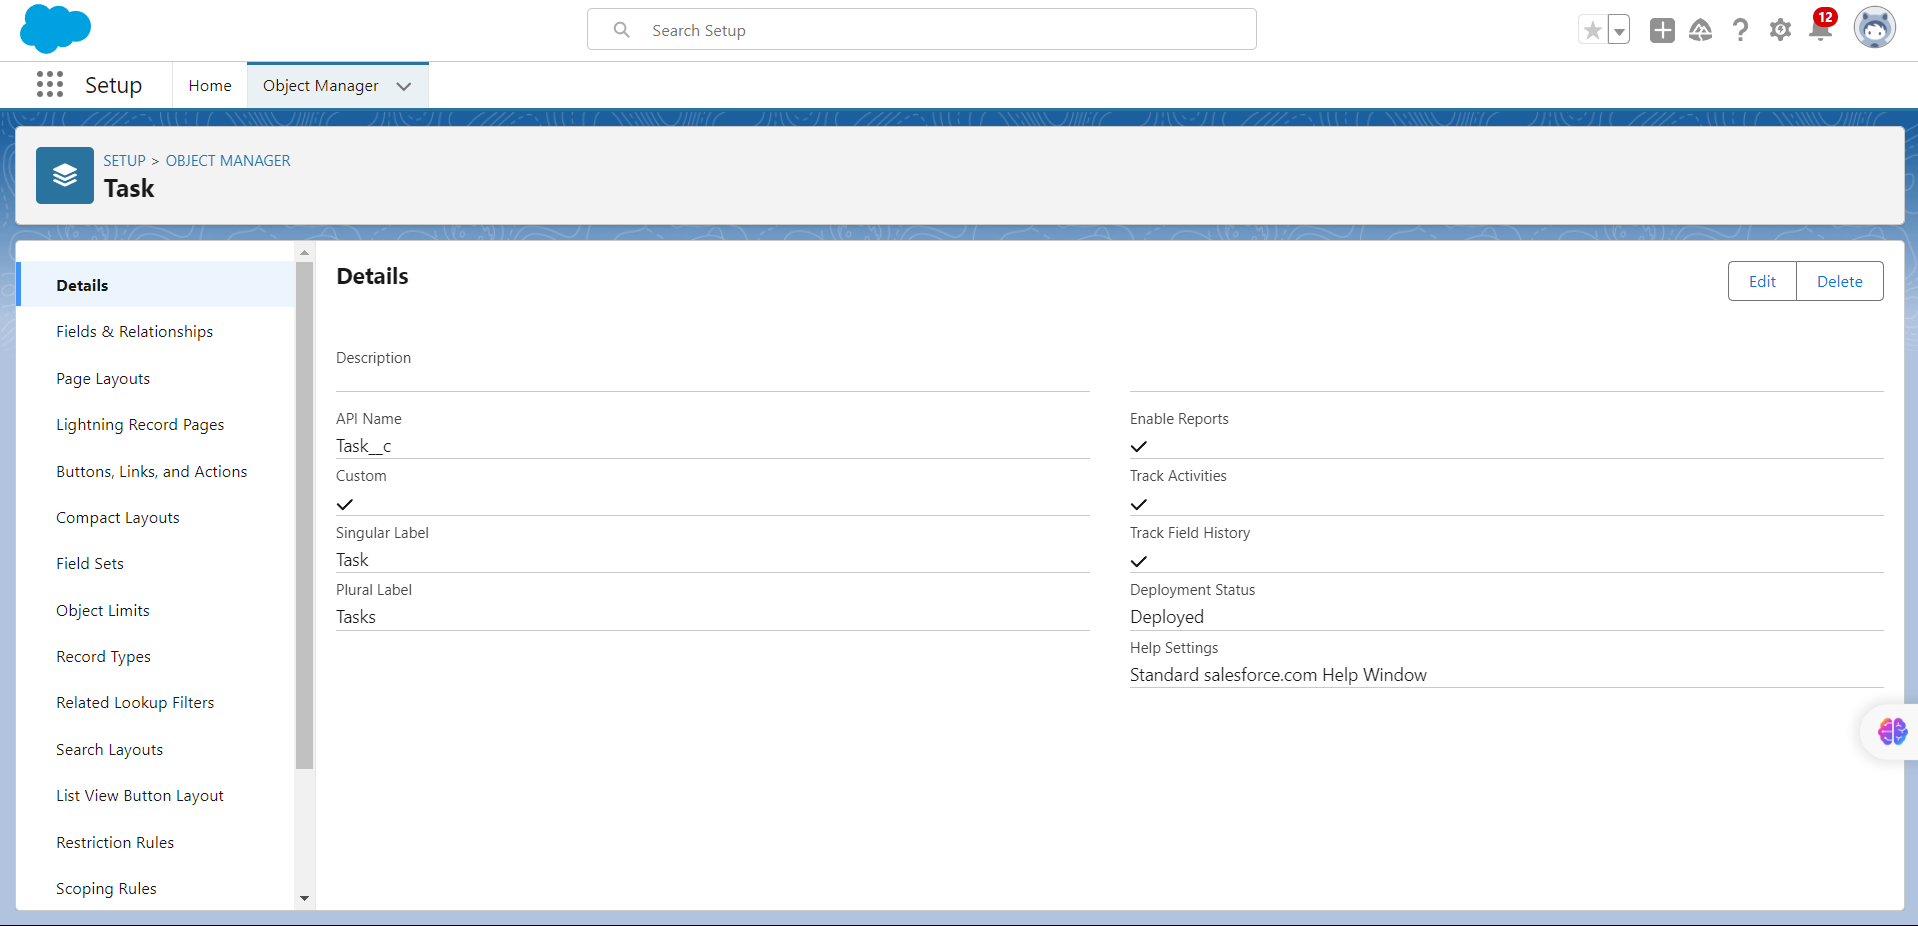 Search Setup
12
Setup
Home
Object Manager
SETUP > OBJECT MANAGER
Task
Details
Fields & Relationships
Page Layouts
Lightning Record Pages
Buttons, Links, and Actions
Compact Layouts
Field Sets
Object Limits
Record Types
Related Lookup Filters
Search Layouts
List View Button Layout
Restriction Rules
Scoping Rules
Details
Edit
Delete
Description
API Name
Task__c
Custom
Singular Label
Task
Plural Label
Tasks
Enable Reports
Track Activities
Track Field History
Deployment Status
Deployed
Help Settings
Standard salesforce.com Help Window